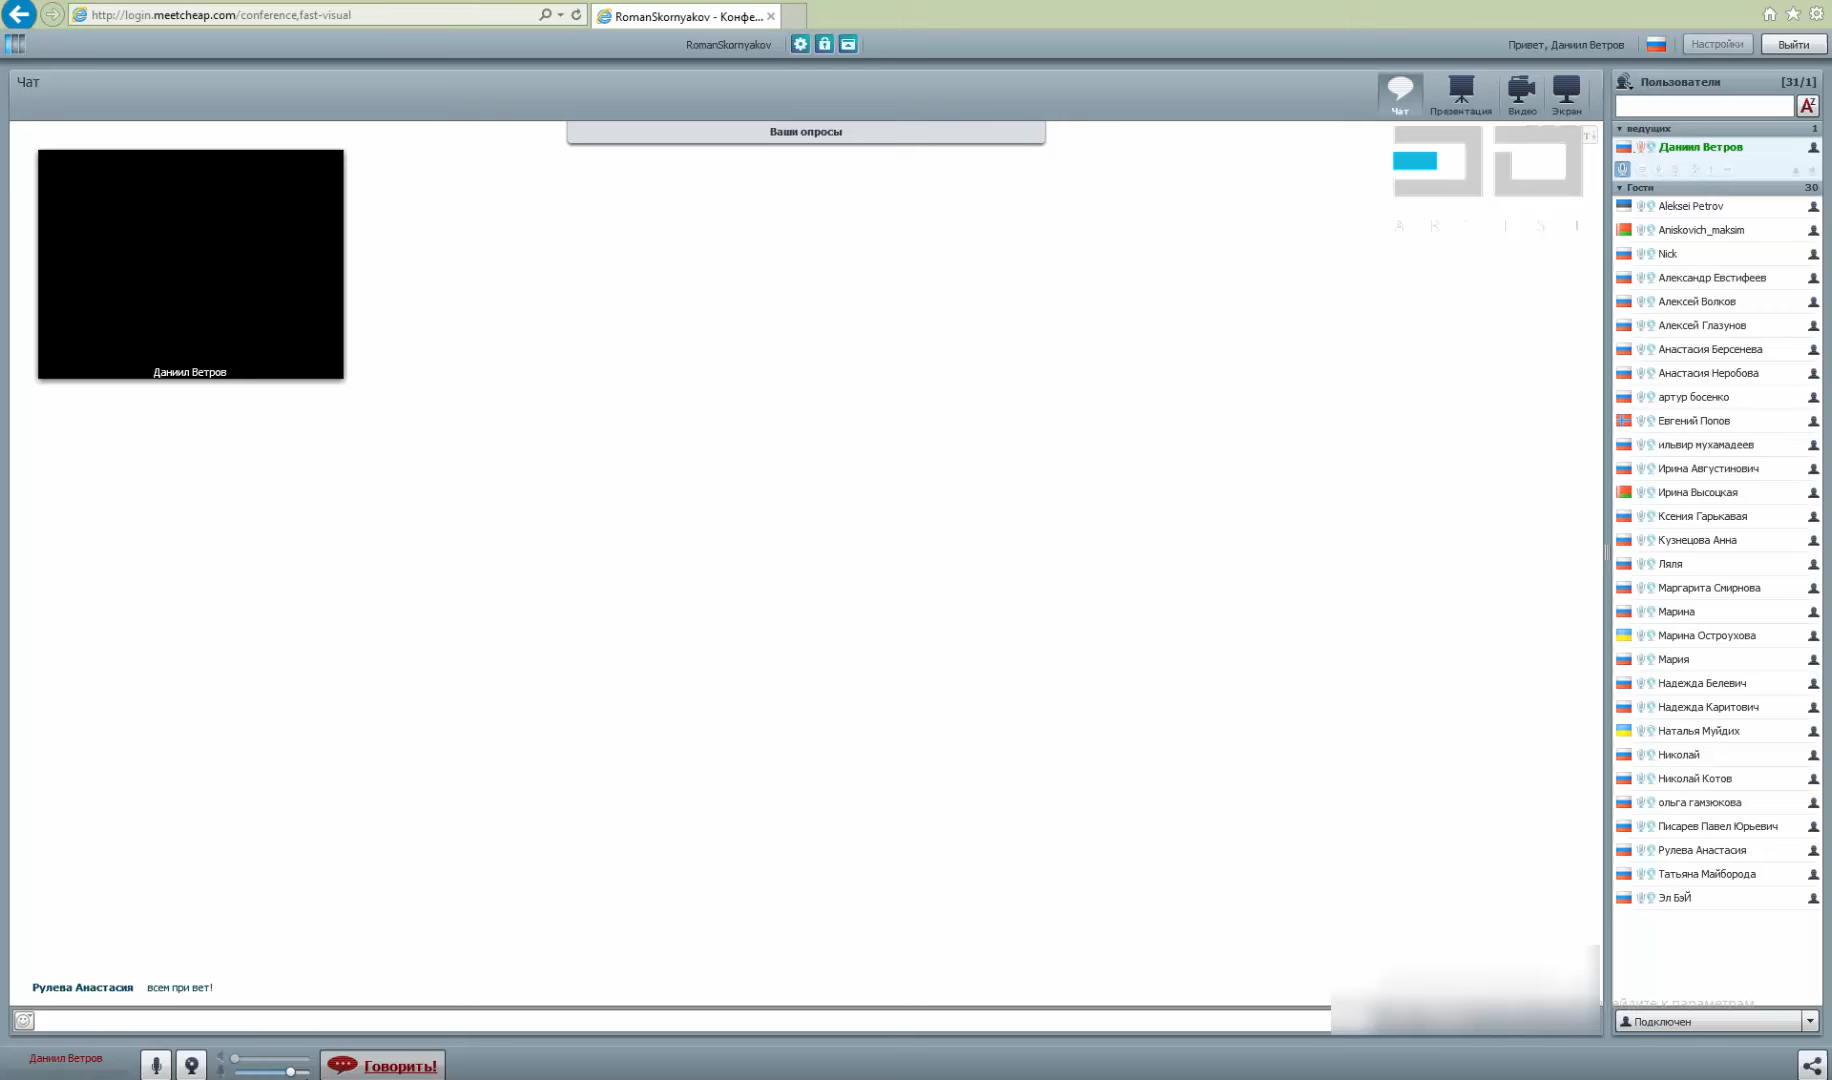 http://login.meetcheap.com/conference,fast-visual
RomanSkornyakov - Конфе...
RomanSkornyakov
Привет, Даниил Ветров
Настройки
Выйти
Чат
Чат
Презентация
Видео
Экран
Пользователи
[31/1]
Ваши опросы
ведущих
1
Даниил Ветров
Гости
30
Aleksei Petrov
Aniskovich_maksim
Nick
Александр Евстифеев
Алексей Волков
Алексей Глазунов
Анастасия Берсенева
Анастасия Неробова
артур босенко
Евгений Попов
ильвир мухамадеев
Ирина Августинович
Ирина Высоцкая
Ксения Гарькавая
Кузнецова Анна
Ляля
Маргарита Смирнова
Марина
Марина Остроухова
Мария
Надежда Белевич
Надежда Каритович
Наталья Муйдих
Николай
Николай Котов
ольга гамзюкова
Писарев Павел Юрьевич
Рулева Анастасия
Татьяна Майборода
Эл БэЙ
Даниил Ветров
Рулева Анастасия всем при вет!
Подключен
Даниил Ветров
Говорить!